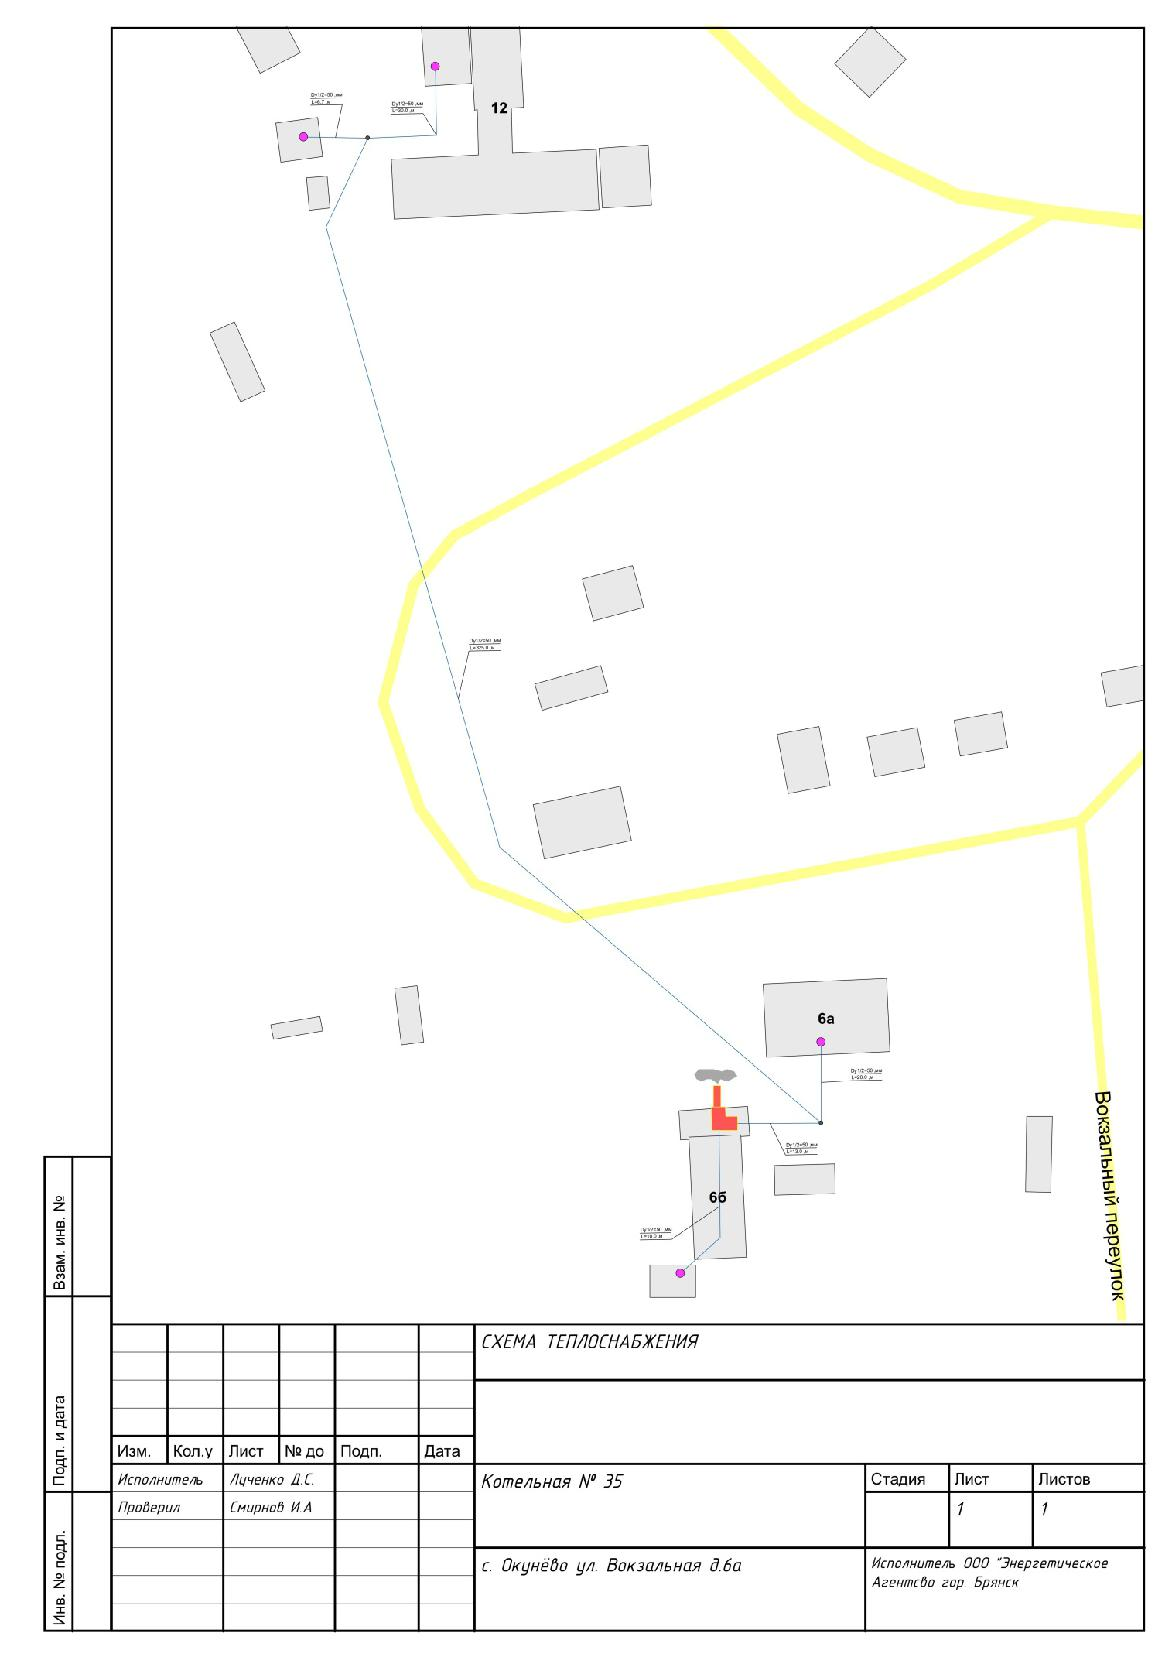 12
6а
6б
Вокзальный переулок
Взам. инв. №
Подп. и дата
Инв. № подл.
СХЕМА ТЕПЛОСНАБЖЕНИЯ
Изм. Кол.у Лист № до Подп. Дата
Исполнитель Лученко Д.С.
Проверил Смирнов И.А
Котельная № 35
Стадия Лист Листов
1 1
с. Окунёво ул. Вокзальная д.6а
Исполнитель ООО "Энергетическое
Агентсво гор. Брянск